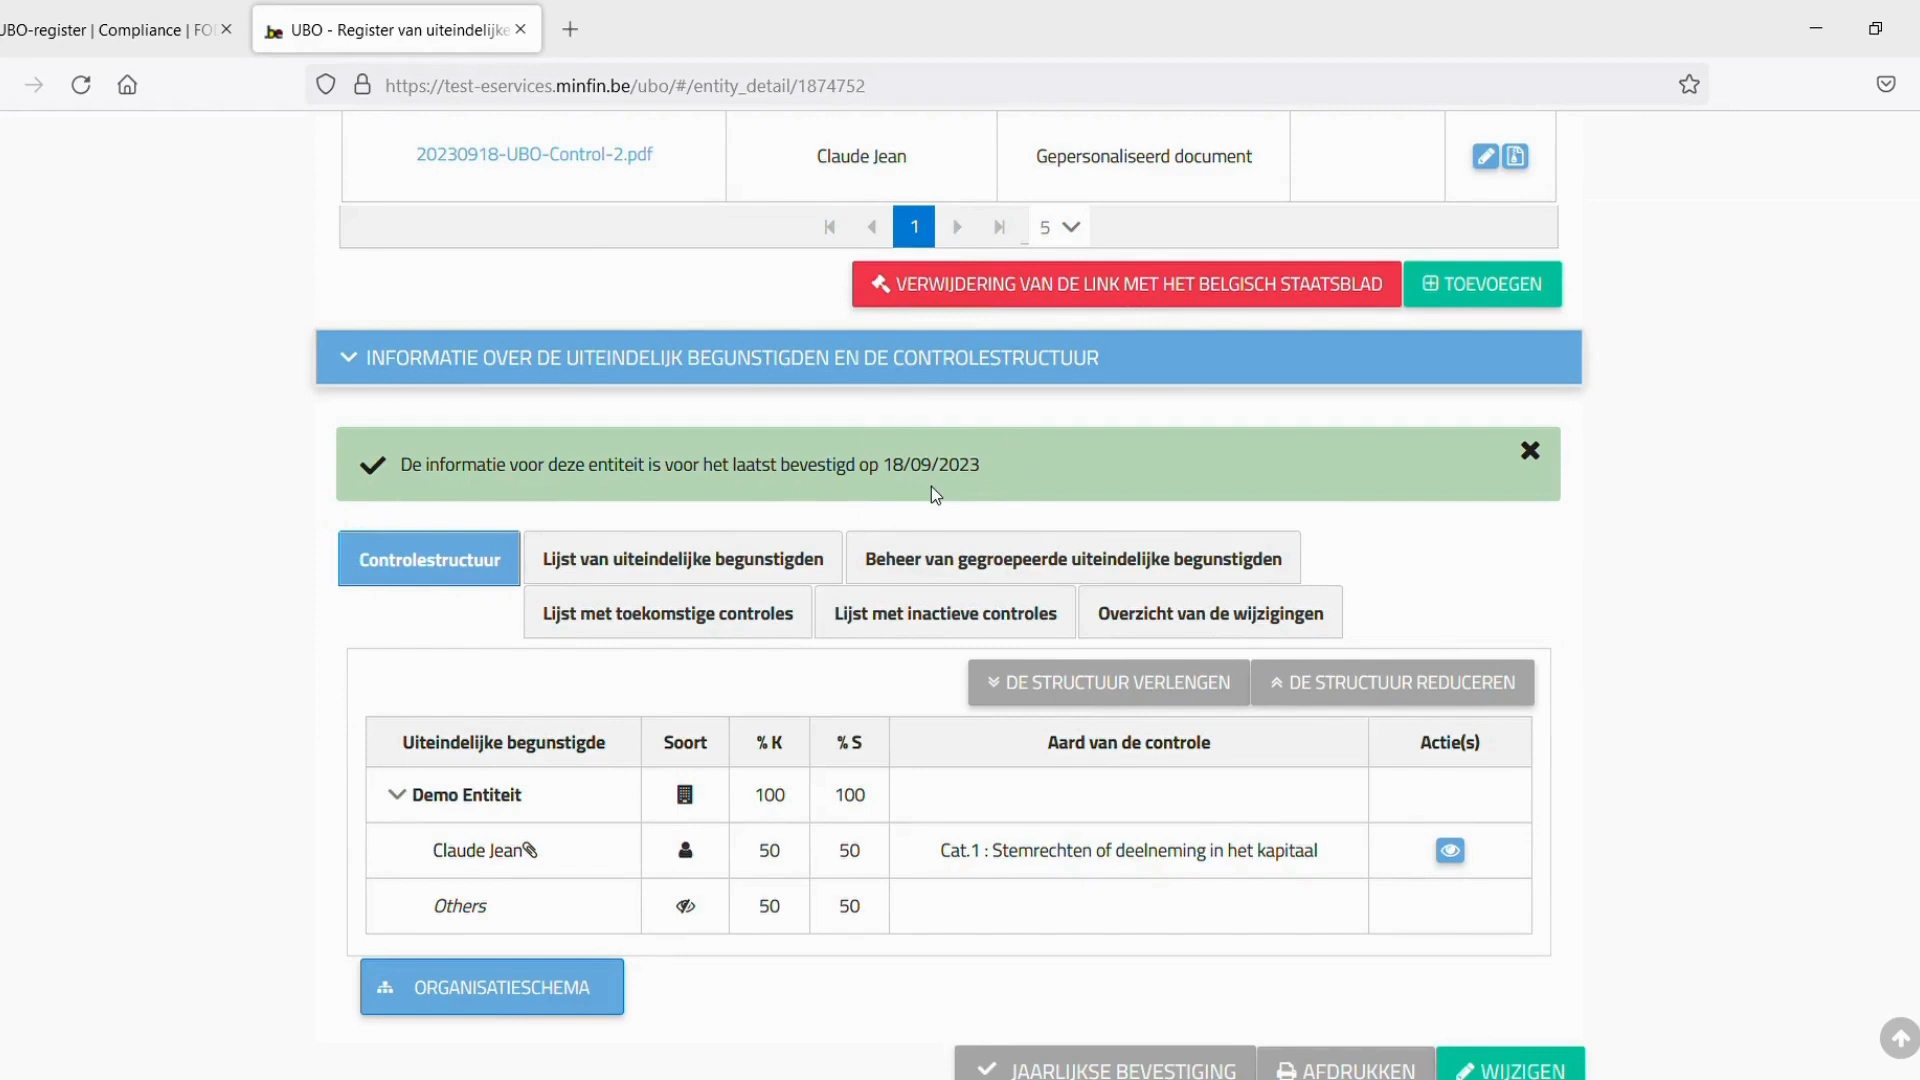 UBO-register | Compliance | FO
UBO - Register van uiteindelijke
https://test-eservices.minfin.be/ubo/#/entity_detail/1874752
20230918-UBO-Control-2.pdf Claude Jean Gepersonaliseerd document
1 5
VERWIJDERING VAN DE LINK MET HET BELGISCH STAATSBLAD TOEVOEGEN
INFORMATIE OVER DE UITEINDELIJK BEGUNSTIGDEN EN DE CONTROLESTRUCTUUR
De informatie voor deze entiteit is voor het laatst bevestigd op 18/09/2023
Controlestructuur Lijst van uiteindelijke begunstigden Beheer van gegroepeerde uiteindelijke begunstigden
Lijst met toekomstige controles Lijst met inactieve controles Overzicht van de wijzigingen
DE STRUCTUUR VERLENGEN DE STRUCTUUR REDUCEREN
Uiteindelijke begunstigde Soort % K % S Aard van de controle Actie(s)
Demo Entiteit 100 100
Claude Jean 50 50 Cat.1 : Stemrechten of deelneming in het kapitaal
Others 50 50
ORGANISATIESCHEMA
JAARLIJKSE BEVESTIGING AFDRUKKEN WIJZIGEN